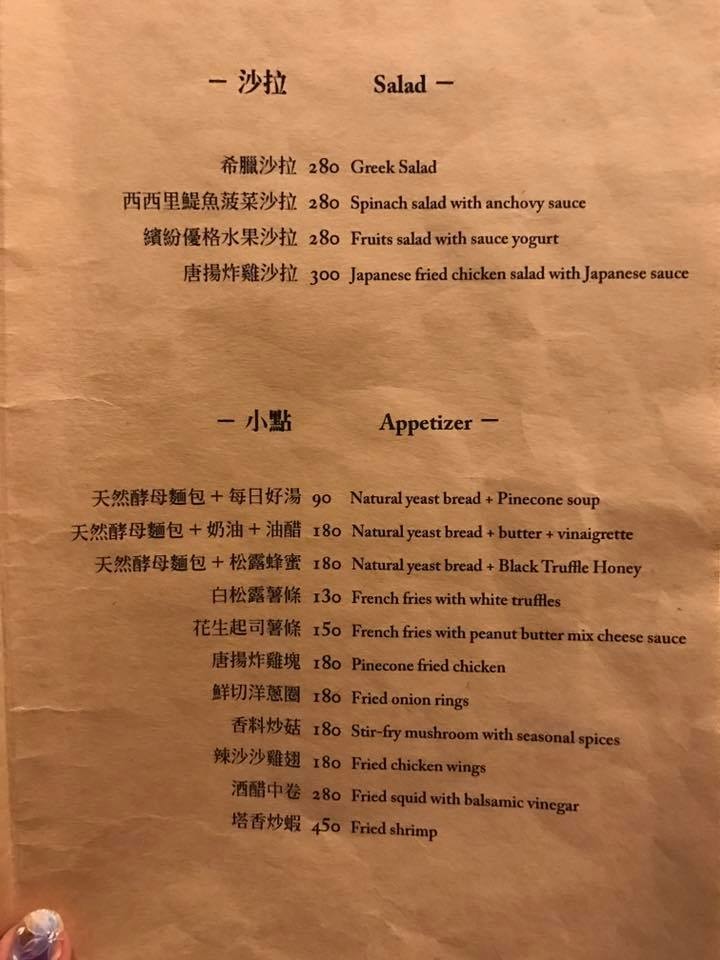 – 沙拉 Salad –
希臘沙拉 280 Greek Salad
西西里鯷魚菠菜沙拉 280 Spinach salad with anchovy sauce
繽紛優格水果沙拉 280 Fruits salad with sauce yogurt
唐揚炸雞沙拉 300 Japanese fried chicken salad with Japanese sauce
– 小點 Appetizer –
天然酵母麵包＋每日好湯 90 Natural yeast bread + Pinecone soup
天然酵母麵包＋奶油＋油醋 180 Natural yeast bread + butter + vinaigrette
天然酵母麵包＋松露蜂蜜 180 Natural yeast bread + Black Truffle Honey
白松露薯條 130 French fries with white truffles
花生起司薯條 150 French fries with peanut butter mix cheese sauce
唐揚炸雞塊 180 Pinecone fried chicken
鮮切洋蔥圈 180 Fried onion rings
香料炒菇 180 Stir-fry mushroom with seasonal spices
辣沙沙雞翅 180 Fried chicken wings
酒醋中卷 280 Fried squid with balsamic vinegar
塔香炒蝦 450 Fried shrimp